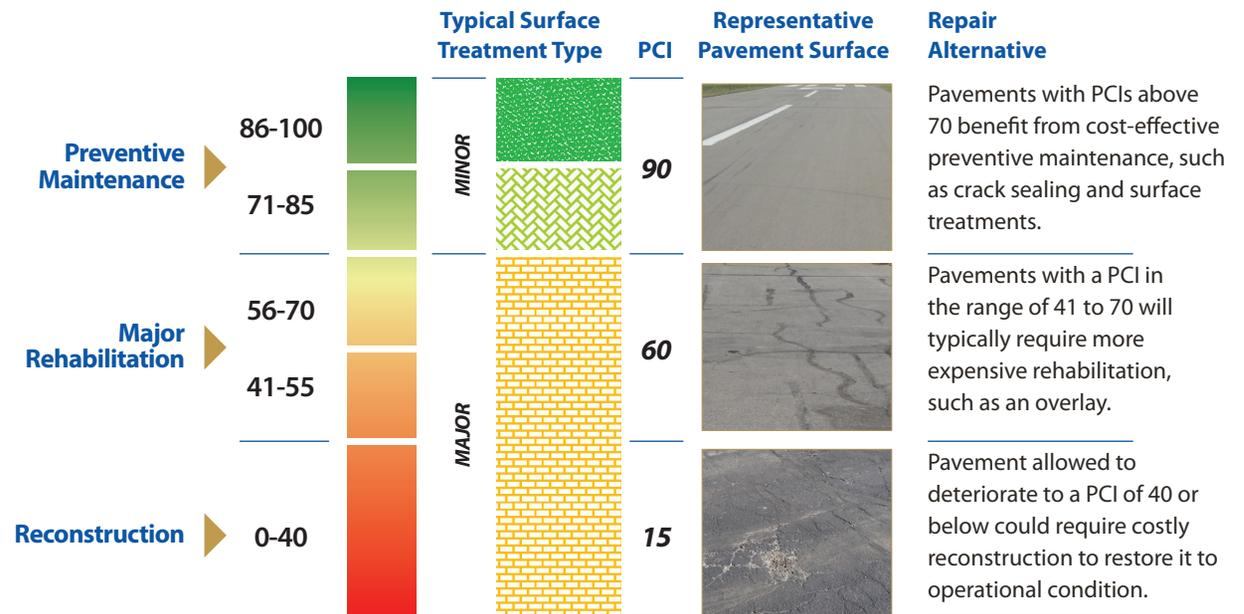 Typical Surface
Treatment Type
PCI
Representative
Pavement Surface
Repair
Alternative
Preventive
Maintenance
86-100
71-85
MINOR
90
Pavements with PCIs above
70 benefit from cost-effective
preventive maintenance, such
as crack sealing and surface
treatments.
Major
Rehabilitation
56-70
41-55
MAJOR
60
Pavements with a PCI in
the range of 41 to 70 will
typically require more
expensive rehabilitation,
such as an overlay.
Reconstruction
0-40
15
Pavement allowed to
deteriorate to a PCI of 40 or
below could require costly
reconstruction to restore it to
operational condition.